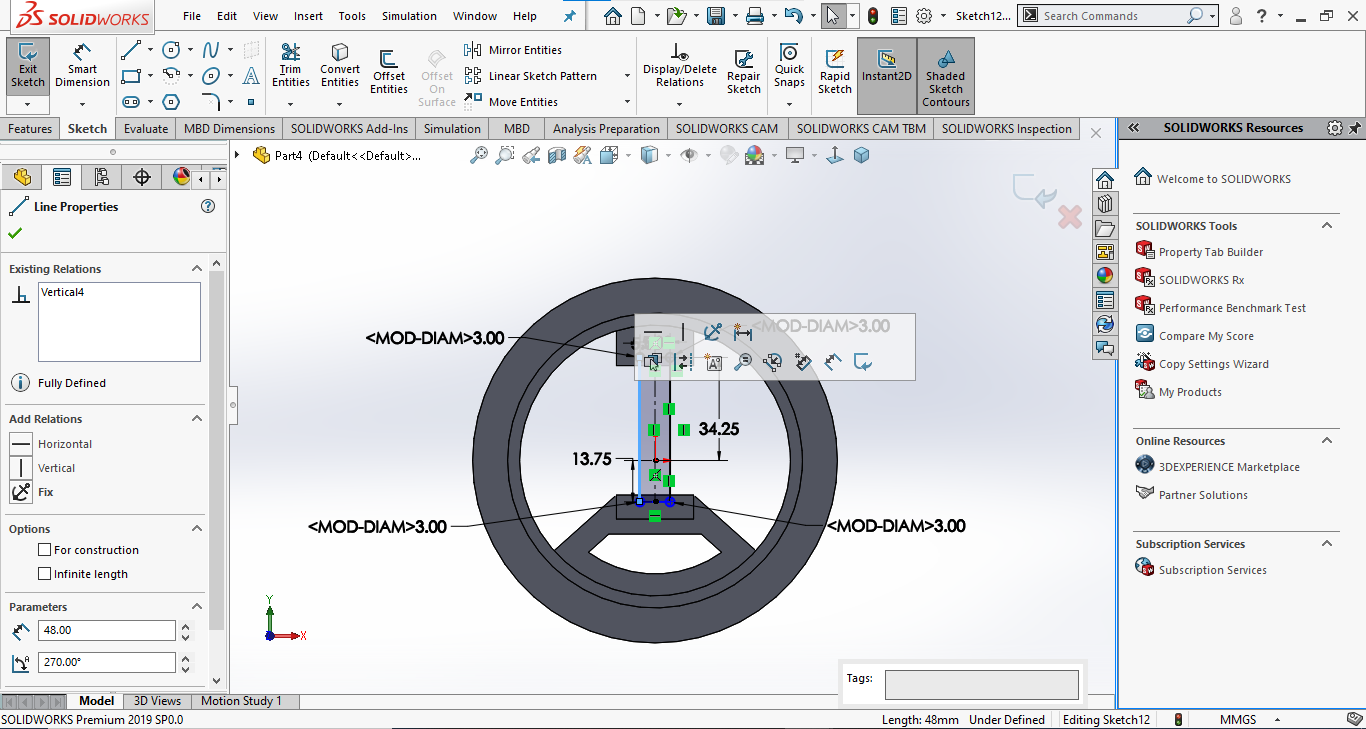 SOLIDWORKS File Edit View Insert Tools Simulation Window Help Sketch12... Search Commands ?
Exit Sketch
Smart Dimension
Trim Entities
Convert Entities
Offset Entities
Offset On Surface
Mirror Entities
Linear Sketch Pattern
Move Entities
Display/Delete Relations
Repair Sketch
Quick Snaps
Rapid Sketch
Instant2D
Shaded Sketch Contours
Features Sketch Evaluate MBD Dimensions SOLIDWORKS Add-Ins Simulation MBD Analysis Preparation SOLIDWORKS CAM SOLIDWORKS CAM TBM SOLIDWORKS Inspection
Part4 (Default<<Default>...
Line Properties
Existing Relations
Vertical4
Fully Defined
Add Relations
Horizontal
Vertical
Fix
Options
For construction
Infinite length
Parameters
48.00
270.00°
<MOD-DIAM>3.00
<MOD-DIAM>3.00
34.25
13.75
<MOD-DIAM>3.00
<MOD-DIAM>3.00
Y
X
Tags:
SOLIDWORKS Resources
Welcome to SOLIDWORKS
SOLIDWORKS Tools
Property Tab Builder
SOLIDWORKS Rx
Performance Benchmark Test
Compare My Score
Copy Settings Wizard
My Products
Online Resources
3DEXPERIENCE Marketplace
Partner Solutions
Subscription Services
Subscription Services
Model 3D Views Motion Study 1
SOLIDWORKS Premium 2019 SP0.0 Length: 48mm Under Defined Editing Sketch12 MMGS